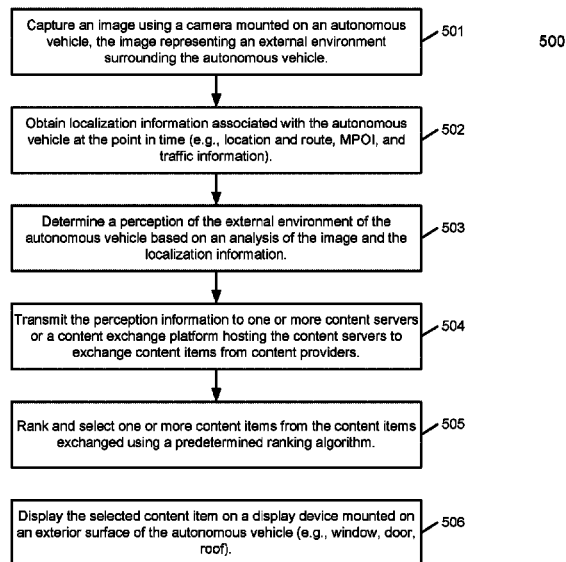 Capture an image using a camera mounted on an autonomous
vehicle, the image representing an external environment
surrounding the autonomous vehicle.
501
500
Obtain localization information associated with the autonomous
vehicle at the point in time (e.g., location and route, MPOI, and
traffic information).
502
Determine a perception of the external environment of the
autonomous vehicle based on an analysis of the image and the
localization information.
503
Transmit the perception information to one or more content servers
or a content exchange platform hosting the content servers to
exchange content items from content providers.
504
Rank and select one or more content items from the content items
exchanged using a predetermined ranking algorithm.
505
Display the selected content item on a display device mounted on
an exterior surface of the autonomous vehicle (e.g., window, door,
roof).
506